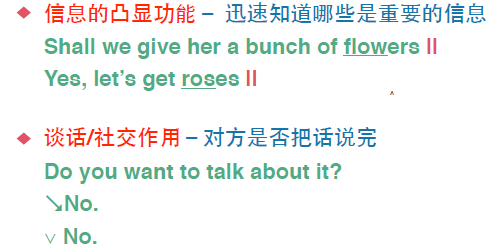 ◆ 信息的凸显功能 – 迅速知道哪些是重要的信息
Shall we give her a bunch of flowers ||
Yes, let’s get roses ||
◆ 谈话/社交作用 – 对方是否把话说完
Do you want to talk about it?
↘No.
˅ No.